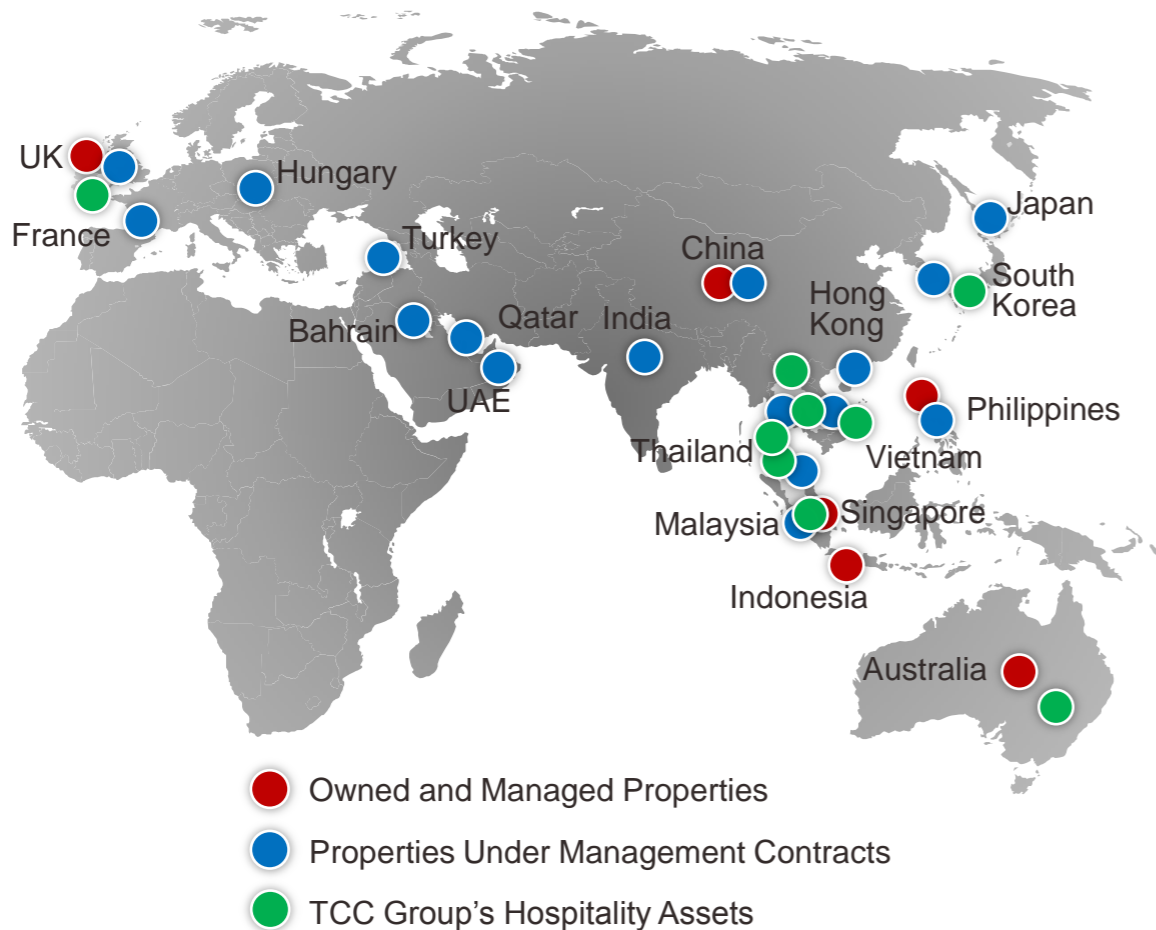 UK
Hungary
France
Turkey
Bahrain
Qatar
UAE
India
China
Hong
Kong
Japan
South
Korea
Philippines
Thailand
Vietnam
Malaysia
Singapore
Indonesia
Australia
Owned and Managed Properties
Properties Under Management Contracts
TCC Group's Hospitality Assets